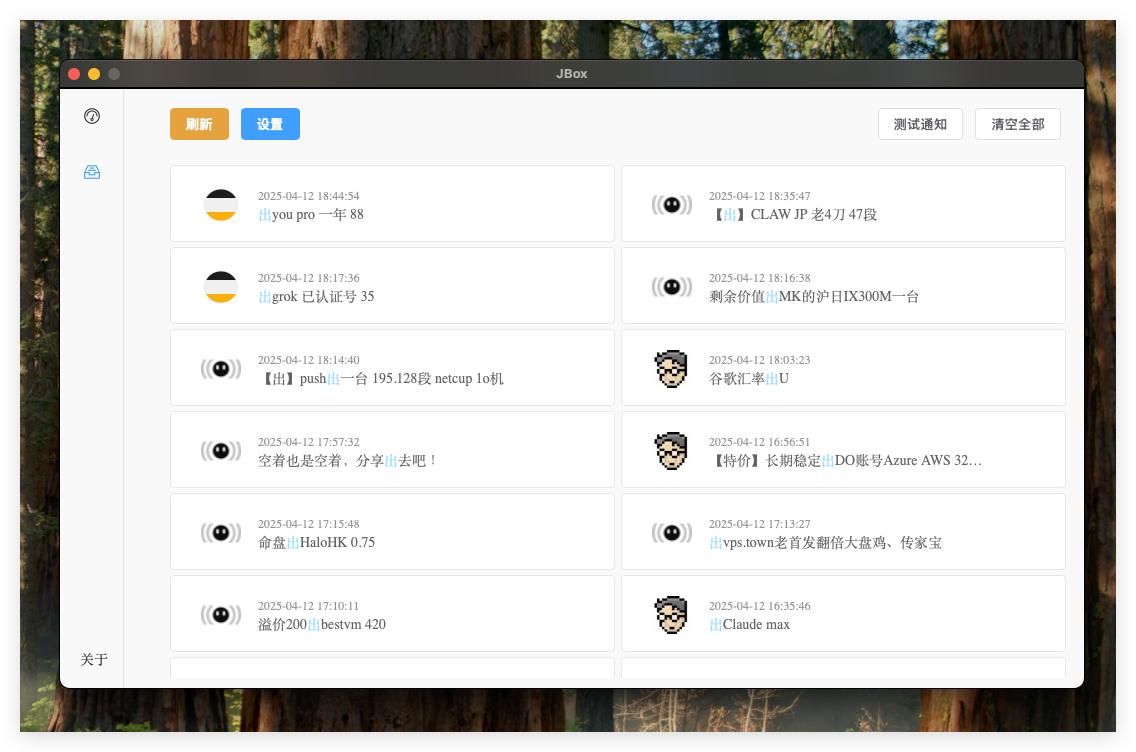 JBox
刷新
设置
测试通知
清空全部
2025-04-12 18:44:54
出you pro 一年 88
2025-04-12 18:35:47
【出】CLAW JP 老4刀 47段
2025-04-12 18:17:36
出grok 已认证号 35
2025-04-12 18:16:38
剩余价值出MK的沪日IX300M一台
2025-04-12 18:14:40
【出】push出一台 195.128段 netcup 1o机
2025-04-12 18:03:23
谷歌汇率出U
2025-04-12 17:57:32
空着也是空着，分享出去吧！
2025-04-12 16:56:51
【特价】长期稳定出DO账号Azure AWS 32…
2025-04-12 17:15:48
命盘出HaloHK 0.75
2025-04-12 17:13:27
出vps.town老首发翻倍大盘鸡、传家宝
2025-04-12 17:10:11
溢价200出bestvm 420
2025-04-12 16:35:46
出Claude max
关于